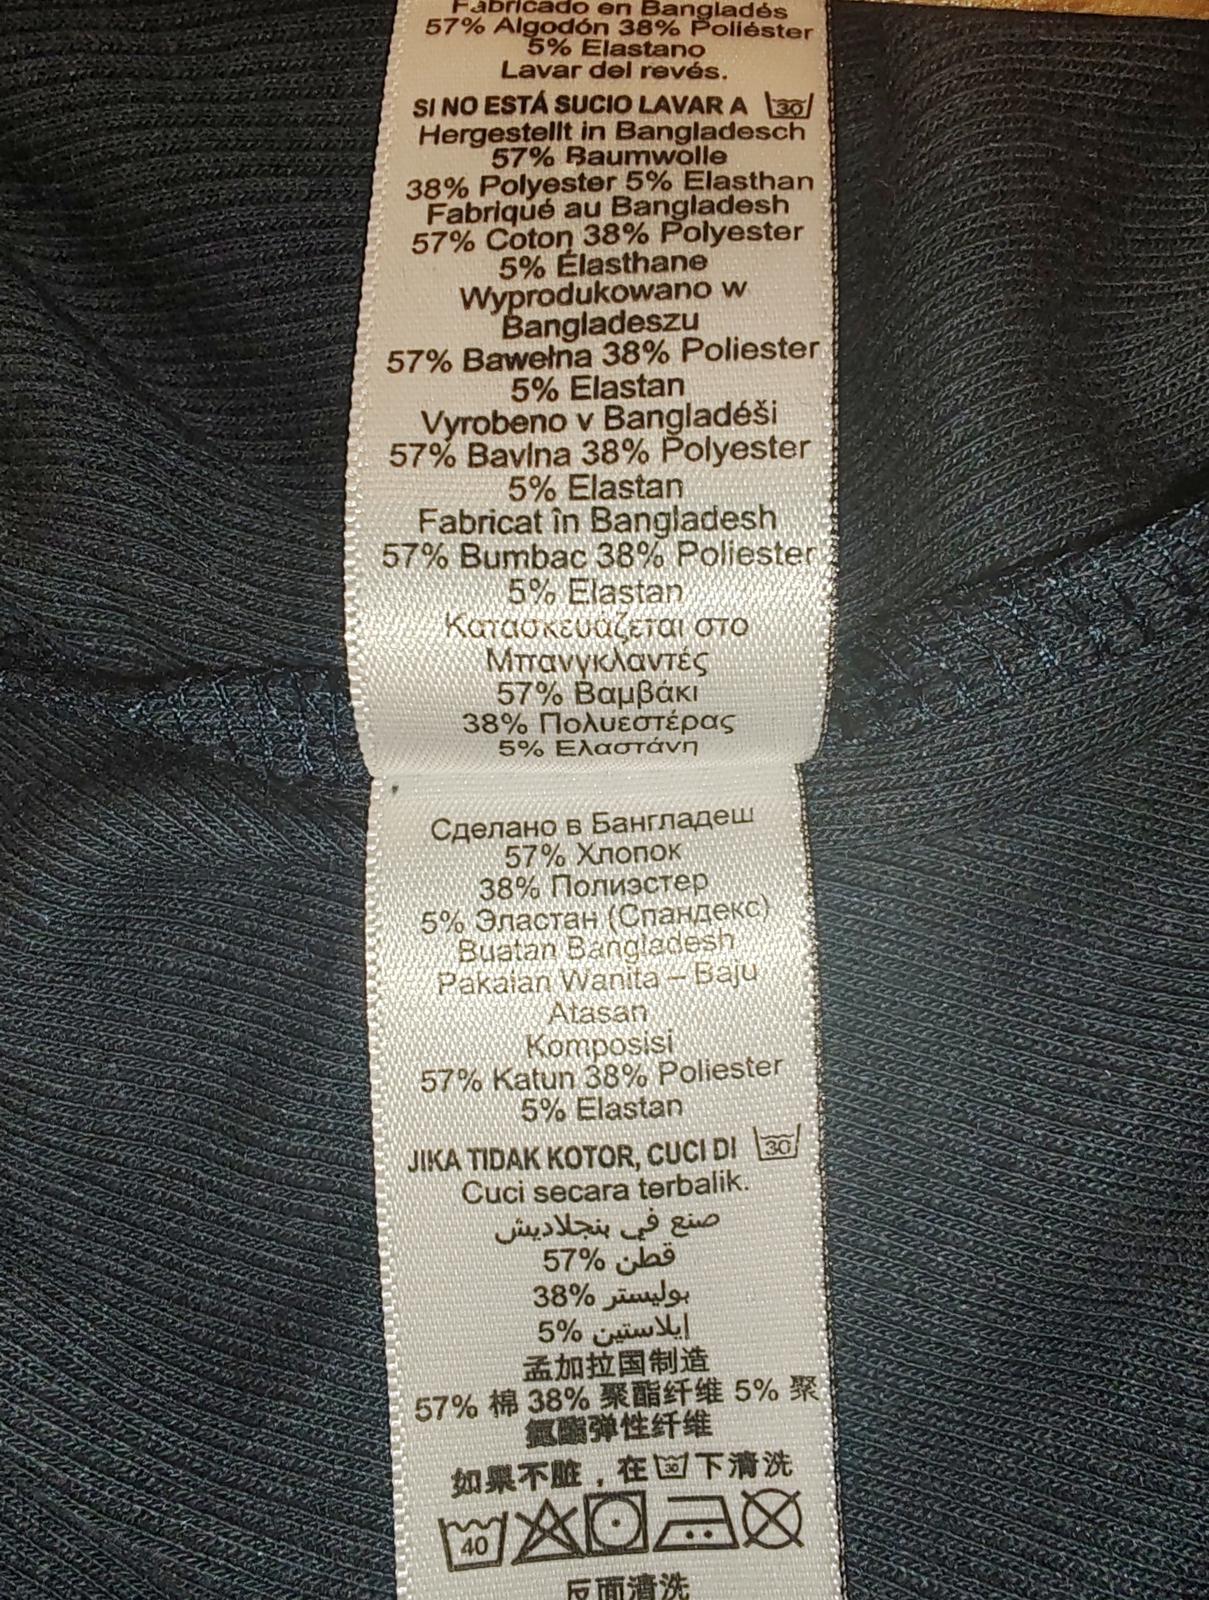 Fabricado en Bangladés
57% Algodón 38% Poliéster
5% Elastano
Lavar del revés.
SI NO ESTÁ SUCIO LAVAR A 30
Hergestellt in Bangladesch
57% Baumwolle
38% Polyester 5% Elasthan
Fabriqué au Bangladesh
57% Coton 38% Polyester
5% Élasthane
Wyprodukowano w
Bangladeszu
57% Bawełna 38% Poliester
5% Elastan
Vyrobeno v Bangladéši
57% Bavlna 38% Polyester
5% Elastan
Fabricat în Bangladesh
57% Bumbac 38% Poliester
5% Elastan
Κατασκευάζεται στο
Μπανγκλαντές
57% Βαμβάκι
38% Πολυεστέρας
5% Ελαστάνη
Сделано в Бангладеш
57% Хлопок
38% Полиэстер
5% Эластан (Спандекс)
Buatan Bangladesh
Pakaian Wanita – Baju
Atasan
Komposisi
57% Katun 38% Poliester
5% Elastan
JIKA TIDAK KOTOR, CUCI DI 30
Cuci secara terbalik.
صنع في بنجلاديش
57% قطن
38% بوليستر
5% إيلاستين
孟加拉国制造
57% 棉 38% 聚酯纤维 5% 聚
氨酯弹性纤维
如果不脏，在 30 下清洗
40
反面清洗